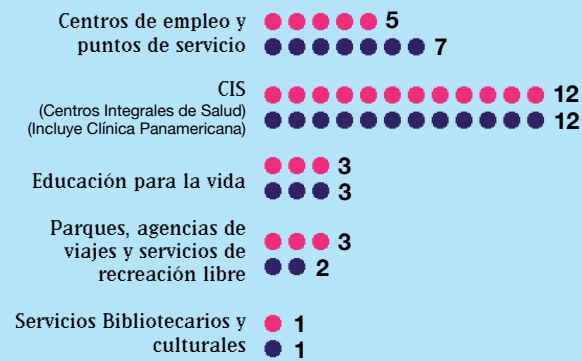 Centros de empleo y
puntos de servicio
5
7
CIS
(Centros Integrales de Salud)
(Incluye Clínica Panamericana)
12
12
Educación para la vida
3
3
Parques, agencias de
viajes y servicios de
recreación libre
3
2
Servicios Bibliotecarios y
culturales
1
1